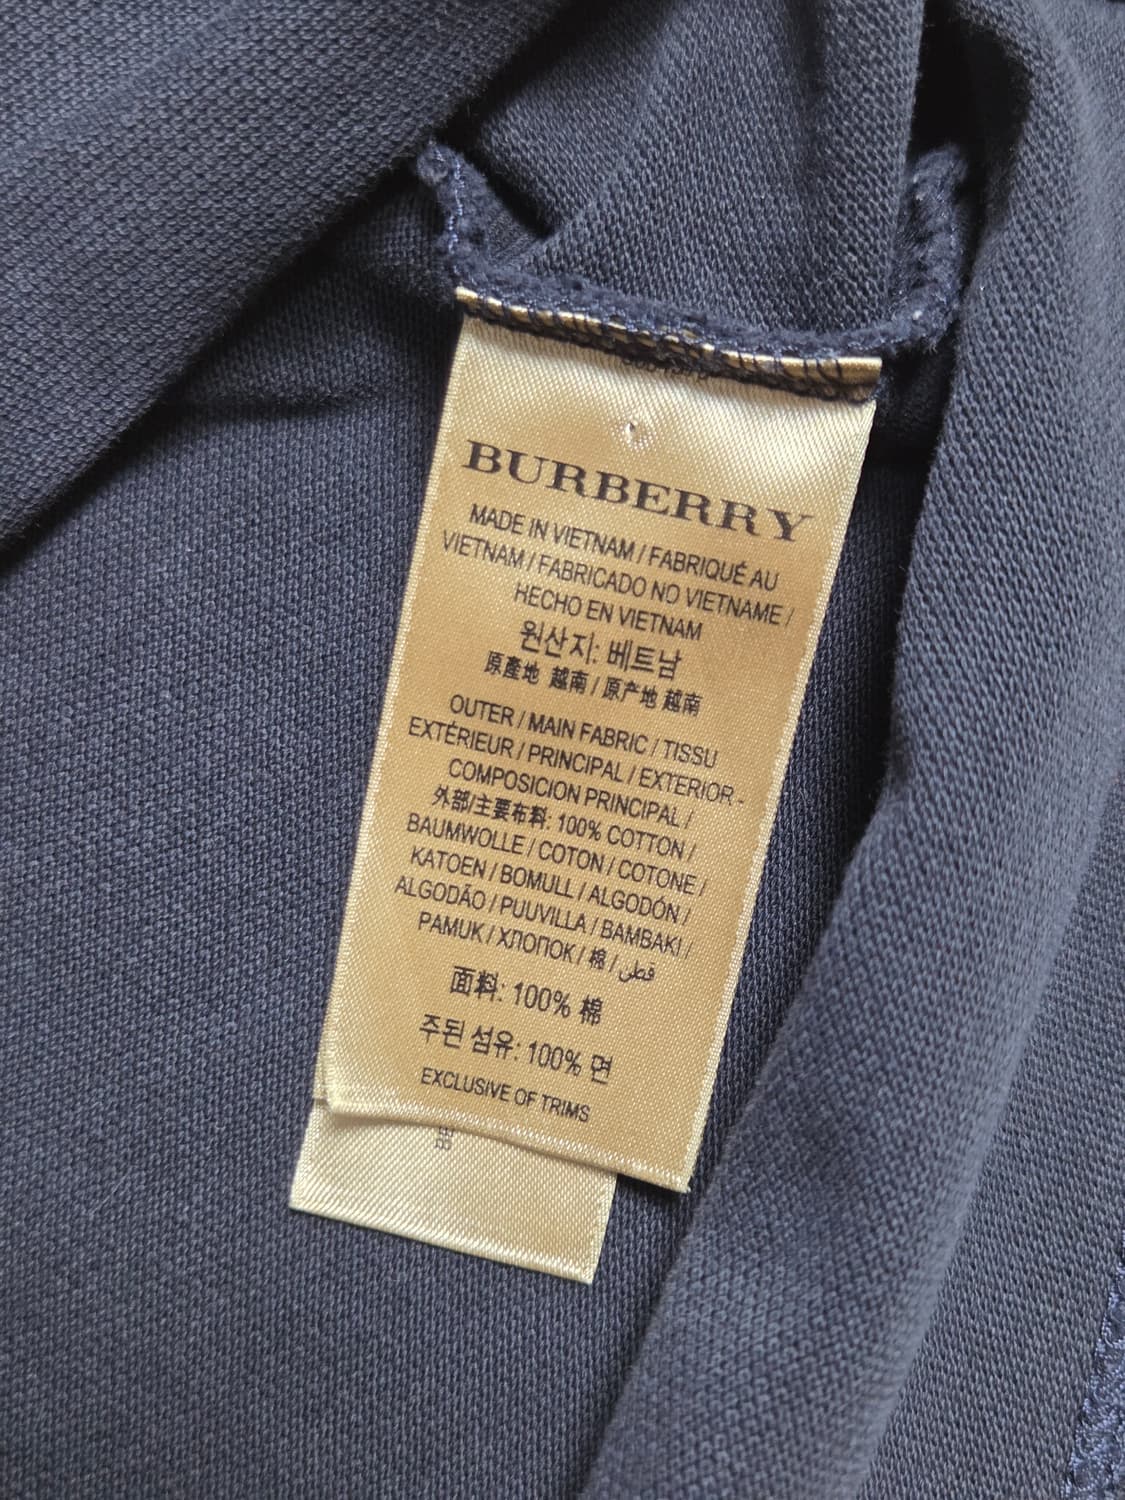 BURBERRY
MADE IN VIETNAM / FABRIQUÉ AU
VIETNAM / FABRICADO NO VIETNAME /
HECHO EN VIETNAM
원산지: 베트남
原產地 越南 / 原产地 越南
OUTER / MAIN FABRIC / TISSU
EXTÉRIEUR / PRINCIPAL / EXTERIOR -
COMPOSICION PRINCIPAL /
外部/主要布料: 100% COTTON /
BAUMWOLLE / COTON / COTONE /
KATOEN / BOMULL / ALGODÓN /
ALGODÃO / PUUVILLA / BAMBAKI /
PAMUK / ХЛОПОК / 棉 / قطن
面料: 100% 棉
주된 섬유: 100% 면
EXCLUSIVE OF TRIMS